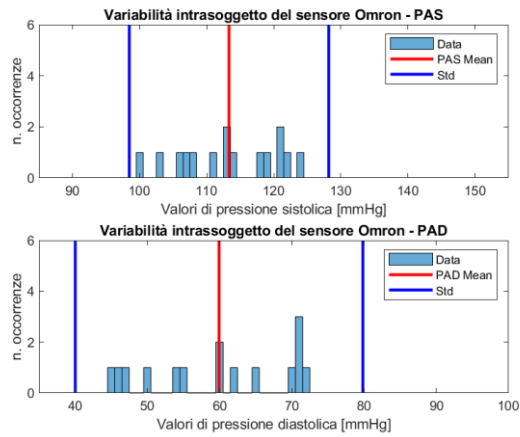 Variabilità intrasoggetto del sensore Omron - PAS
6
4
2
0
n. occorrenze
Data
PAS Mean
Std
90 100 110 120 130 140 150
Valori di pressione sistolica [mmHg]
Variabilità intrassoggetto del sensore Omron - PAD
6
4
2
0
n. occorrenze
Data
PAD Mean
Std
40 50 60 70 80 90 100
Valori di pressione diastolica [mmHg]